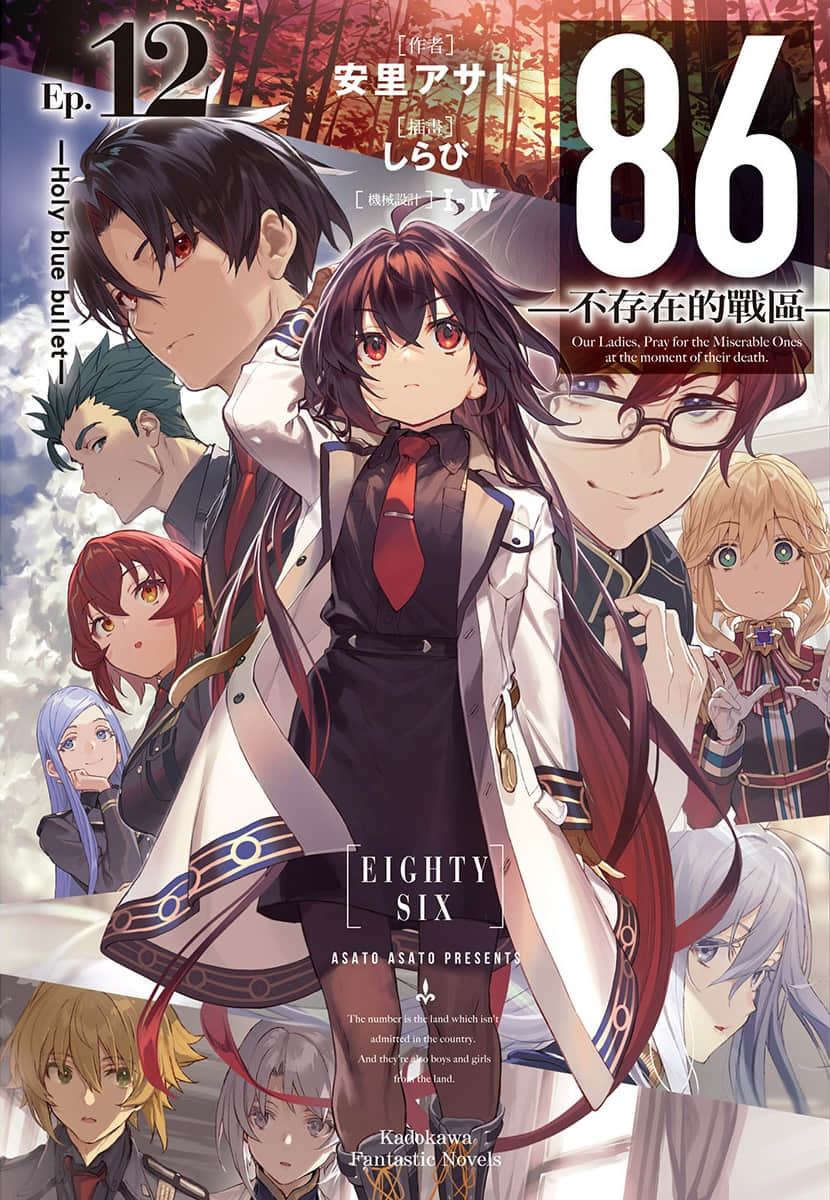 Ep.12
—Holy blue bullet—
[作者]
安里アサト
[插畫]
しらび
[機械設計] I-IV
86
—不存在的戰區—
Our Ladies, Pray for the Miserable Ones
at the moment of their death.
EIGHTY
SIX
ASATO ASATO PRESENTS
The number is the land which isn't
admitted in the country.
And they're also boys and girls
from the land.
Kadokawa
Fantastic Novels